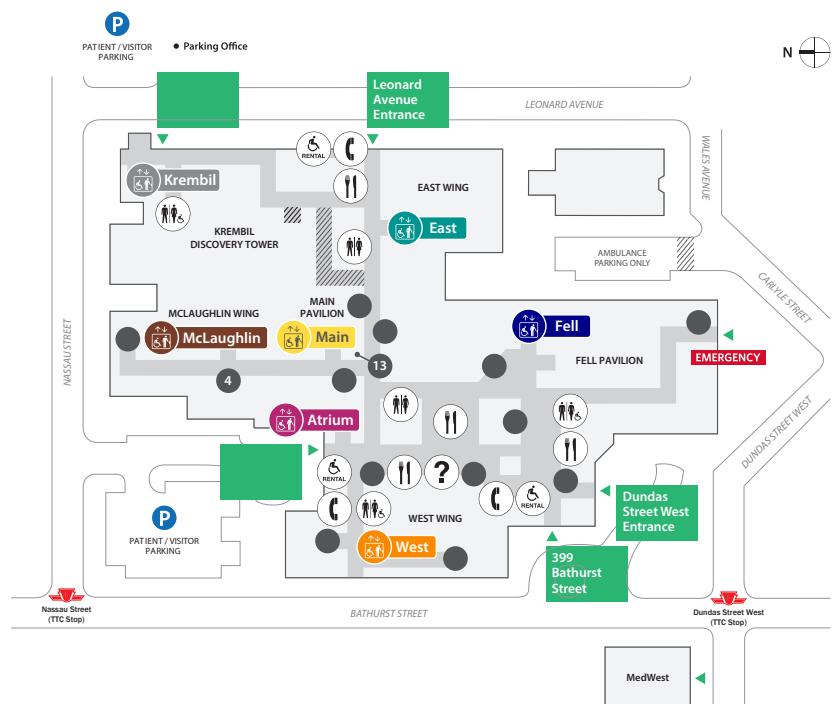 P
PATIENT / VISITOR
PARKING
Parking Office
N
Leonard
Avenue
Entrance
LEONARD AVENUE
WALES AVENUE
RENTAL
Krembil
EAST WING
KREMBIL
DISCOVERY TOWER
East
AMBULANCE
PARKING ONLY
CARLYLE STREET
NASSAU STREET
MCLAUGHLIN WING
MAIN
PAVILION
McLaughlin
Main
Fell
FELL PAVILION
EMERGENCY
13
4
Atrium
DUNDAS STREET WEST
RENTAL
?
RENTAL
Dundas
Street West
Entrance
P
PATIENT / VISITOR
PARKING
WEST WING
West
399
Bathurst
Street
Nassau Street
(TTC Stop)
BATHURST STREET
Dundas Street West
(TTC Stop)
MedWest